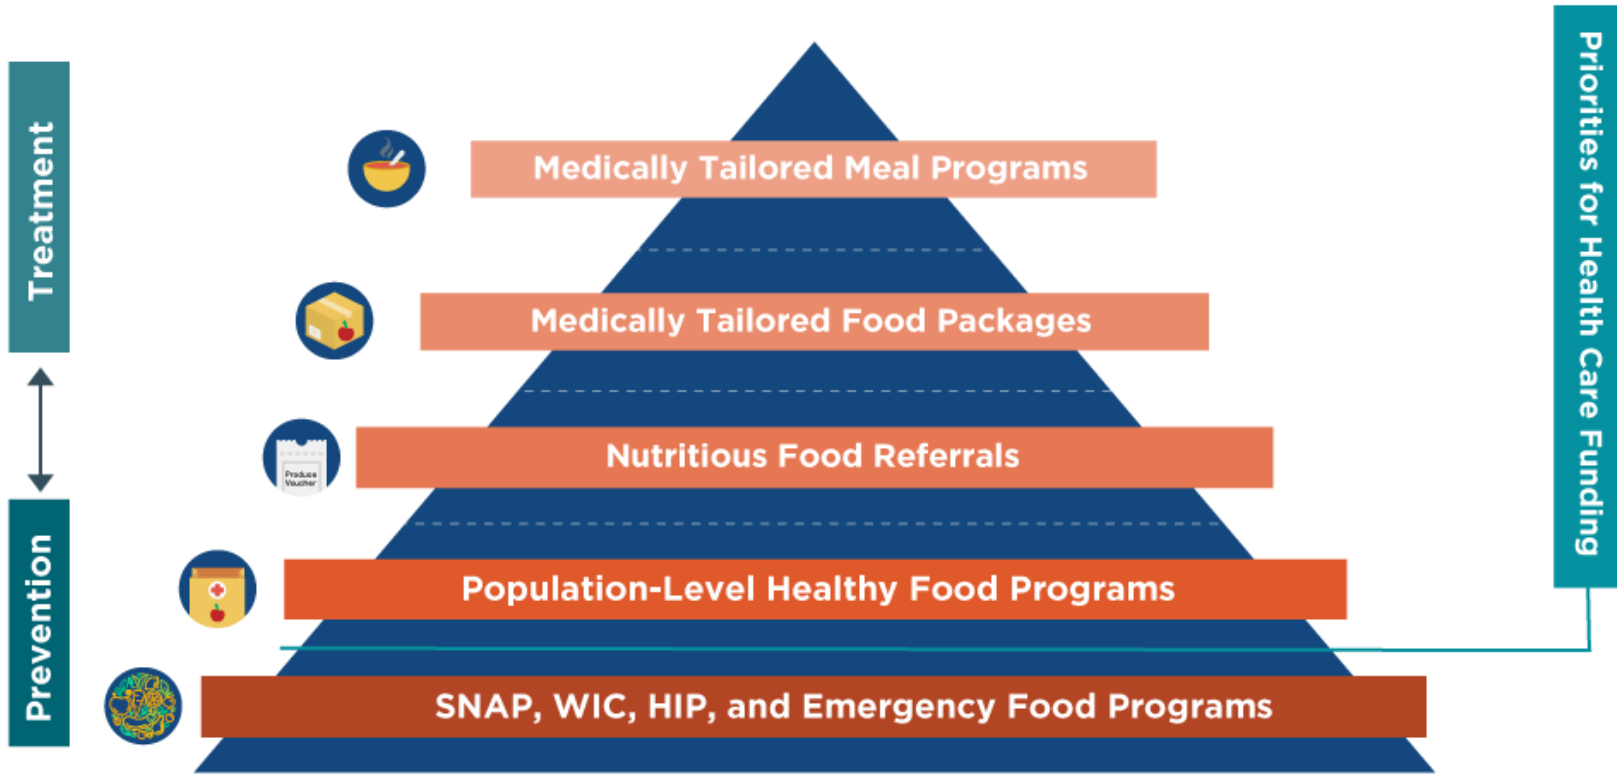 Treatment
Prevention
Medically Tailored Meal Programs
Medically Tailored Food Packages
Produce
Voucher
Nutritious Food Referrals
Population-Level Healthy Food Programs
SNAP, WIC, HIP, and Emergency Food Programs
Priorities for Health Care Funding